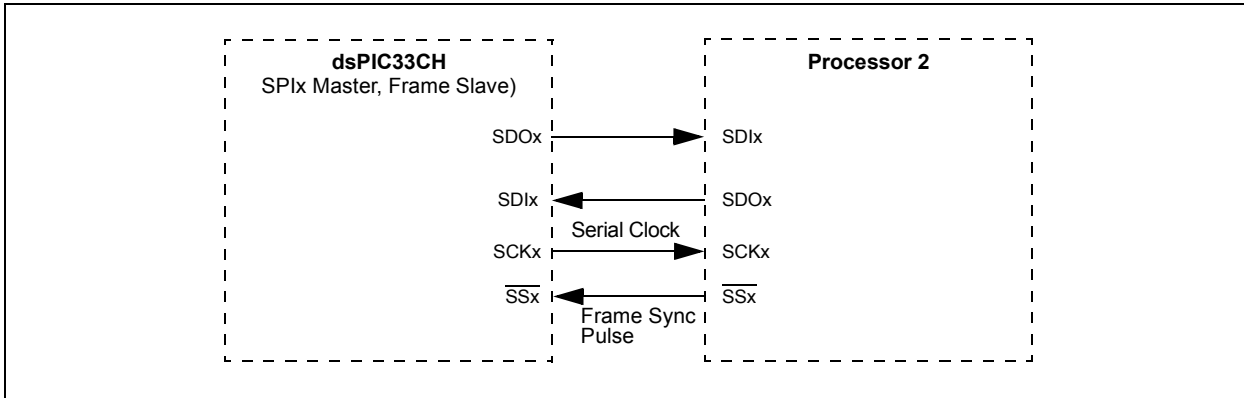 dsPIC33CH
SPIx Master, Frame Slave)
Processor 2
SDOx
SDIx
SDIx
SDOx
Serial Clock
SCKx
SCKx
SSx
SSx
Frame Sync
Pulse